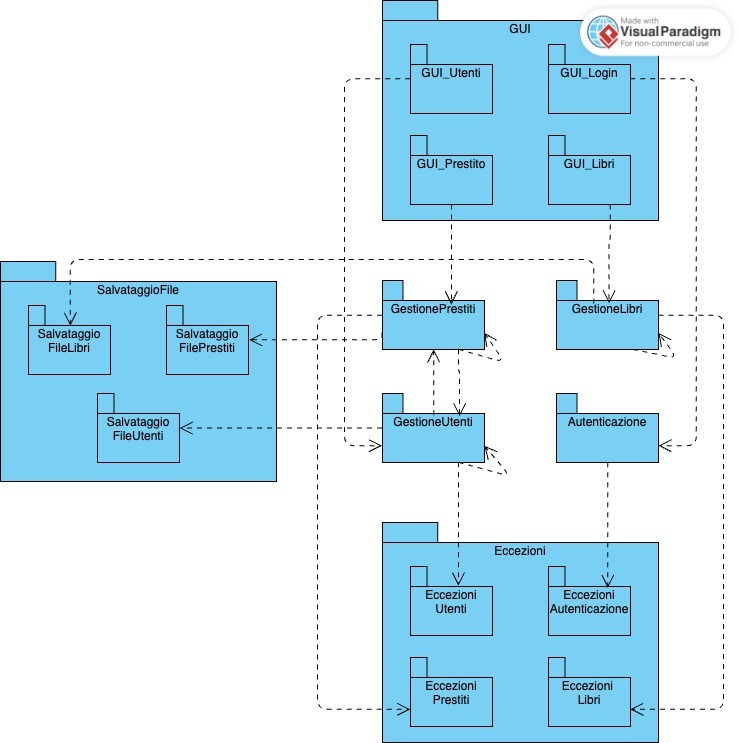 Made with
Visual Paradigm
For non-commercial use
GUI
GUI_Utenti
GUI_Login
GUI_Prestito
GUI_Libri
SalvataggioFile
Salvataggio
FileLibri
Salvataggio
FilePrestiti
Salvataggio
FileUtenti
GestionePrestiti
GestioneLibri
GestioneUtenti
Autenticazione
Eccezioni
Eccezioni
Utenti
Eccezioni
Autenticazione
Eccezioni
Prestiti
Eccezioni
Libri